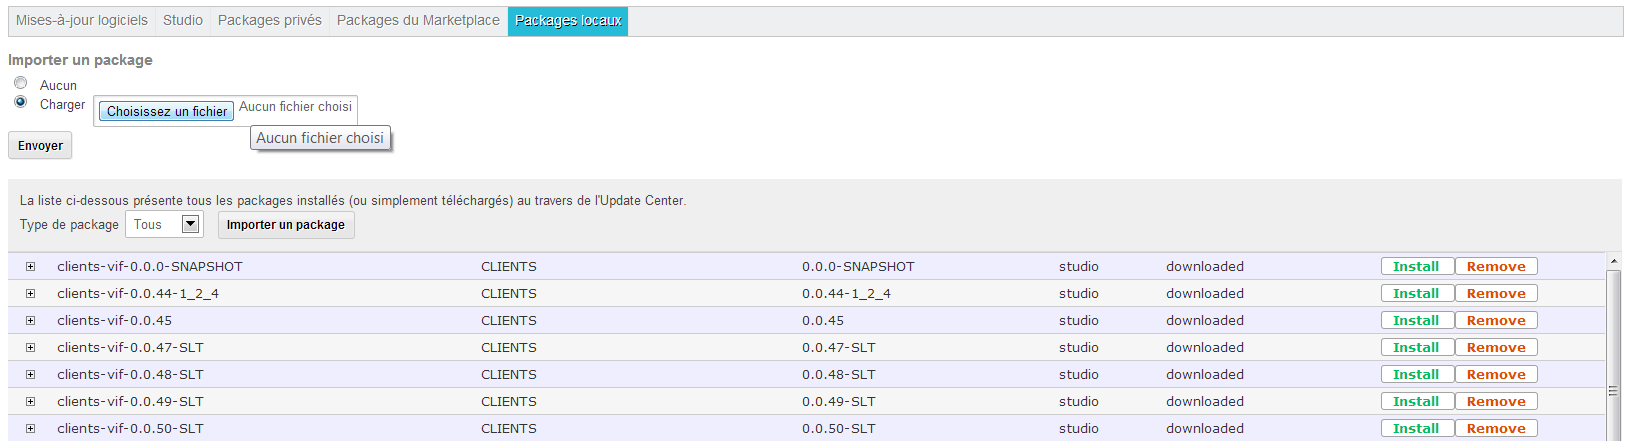 Mises-à-jour logiciels Studio Packages privés Packages du Marketplace Packages locaux
Importer un package
Aucun
Charger Choisissez un fichier Aucun fichier choisi
Aucun fichier choisi
Envoyer
La liste ci-dessous présente tous les packages installés (ou simplement téléchargés) au travers de l'Update Center.
Type de package Tous Importer un package
clients-vif-0.0.0-SNAPSHOT CLIENTS 0.0.0-SNAPSHOT studio downloaded Install Remove
clients-vif-0.0.44-1_2_4 CLIENTS 0.0.44-1_2_4 studio downloaded Install Remove
clients-vif-0.0.45 CLIENTS 0.0.45 studio downloaded Install Remove
clients-vif-0.0.47-SLT CLIENTS 0.0.47-SLT studio downloaded Install Remove
clients-vif-0.0.48-SLT CLIENTS 0.0.48-SLT studio downloaded Install Remove
clients-vif-0.0.49-SLT CLIENTS 0.0.49-SLT studio downloaded Install Remove
clients-vif-0.0.50-SLT CLIENTS 0.0.50-SLT studio downloaded Install Remove